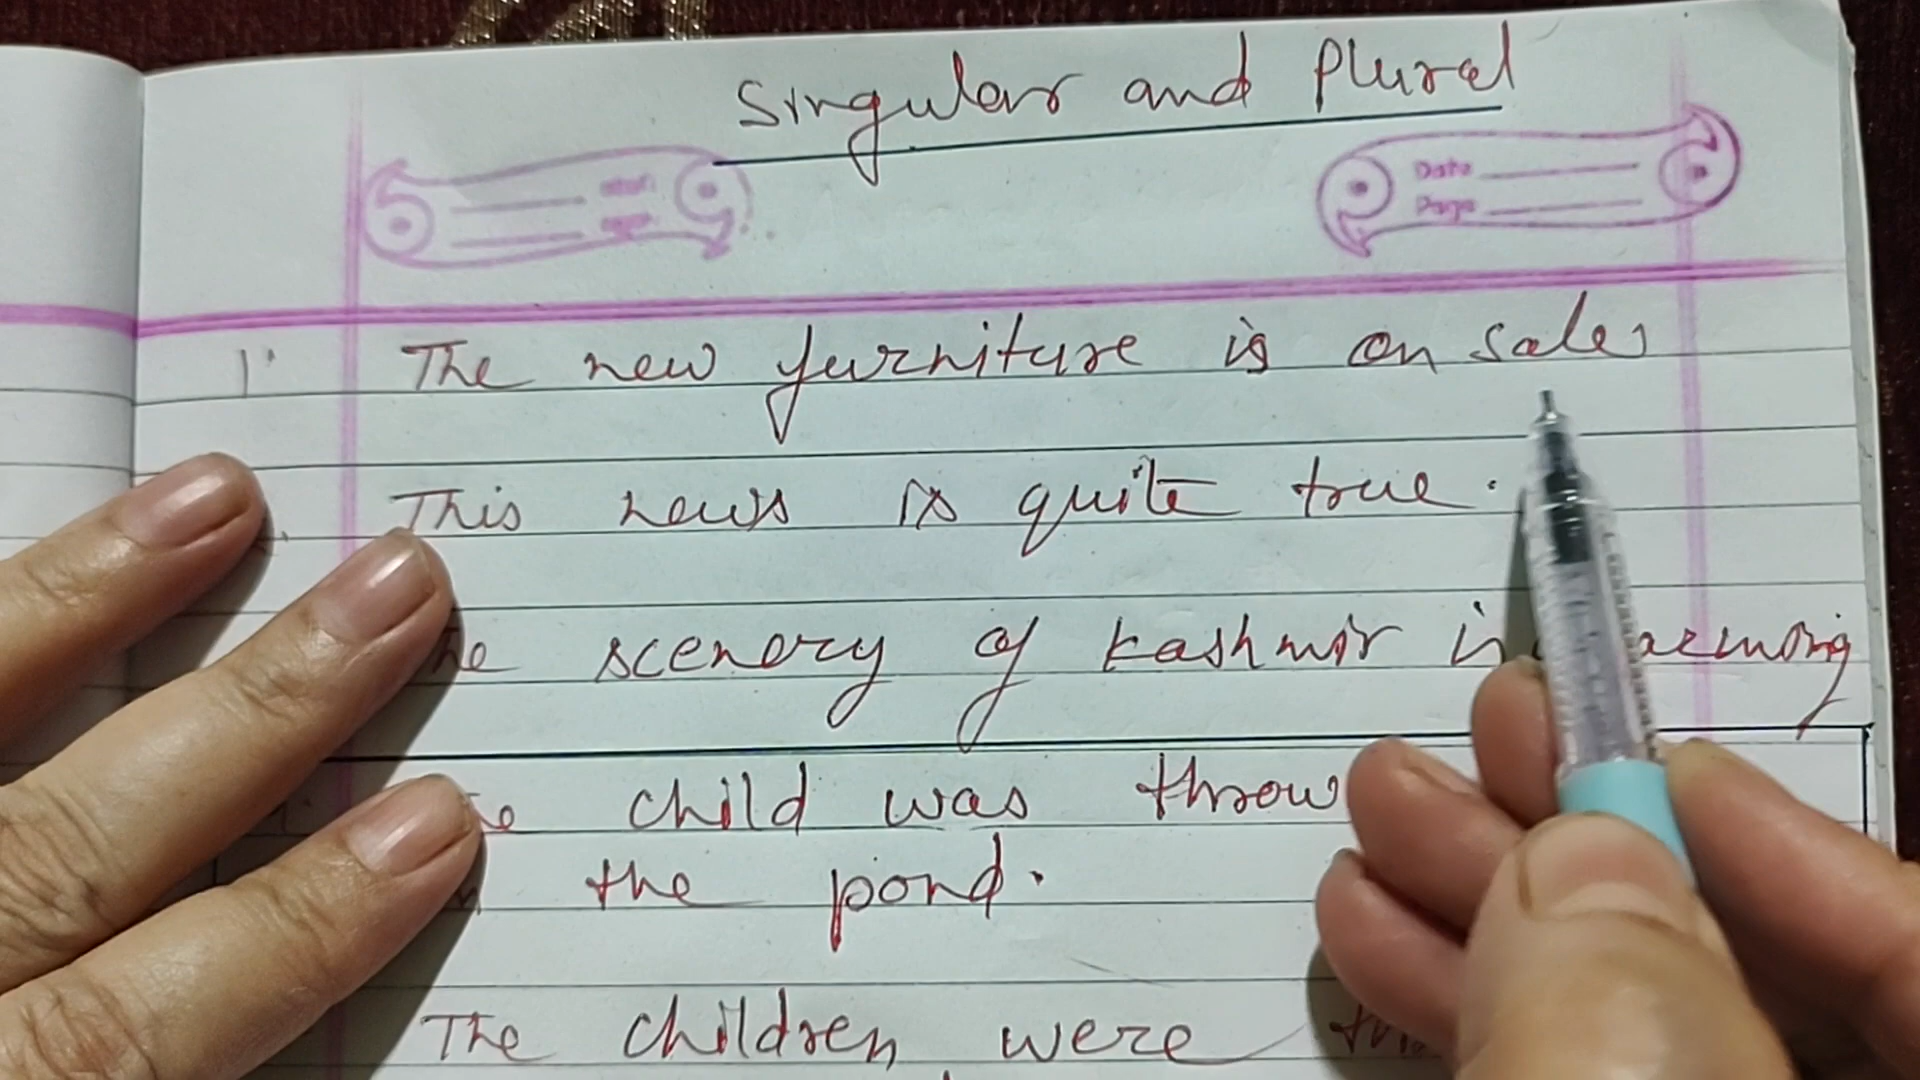 Singular and Plural
Date
Page
1. The new furniture is on sale,
This news is quite true.
scenery of Kashmir is
child was throw
the pond.
The children were